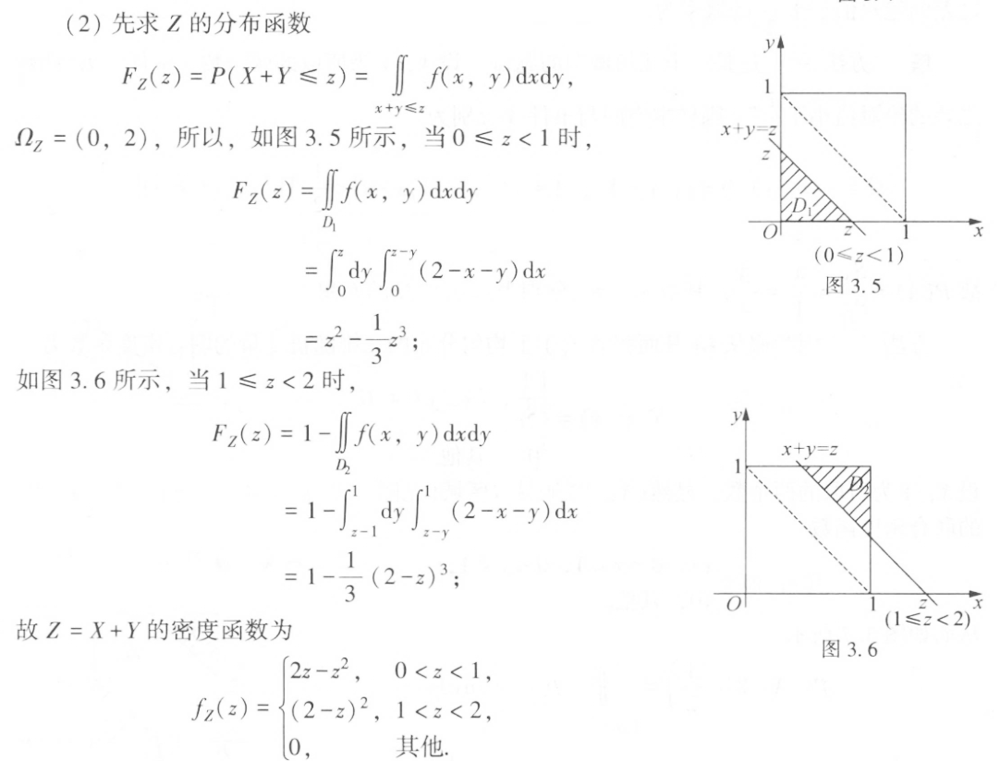 (2) 先求 Z 的分布函数
F_Z(z) = P(X+Y ≤ z) = ∬_{x+y≤z} f(x, y)dxdy,
Ω_Z = (0, 2), 所以, 如图 3.5 所示, 当 0 ≤ z < 1 时,
F_Z(z) = ∬_{D_1} f(x, y)dxdy
= ∫_0^z dy ∫_0^{z-y} (2-x-y)dx
= z^2 - \frac{1}{3}z^3;
如图 3.6 所示, 当 1 ≤ z < 2 时,
F_Z(z) = 1 - ∬_{D_2} f(x, y)dxdy
= 1 - ∫_{z-1}^1 dy ∫_{z-y}^1 (2-x-y)dx
= 1 - \frac{1}{3}(2-z)^3;
故 Z = X+Y 的密度函数为
f_Z(z) = { 2z-z^2, 0 < z < 1,
(2-z)^2, 1 < z < 2,
0, 其他.
y
1
x+y=z
z
D_1
O z 1 x
(0≤z<1)
图 3.5
y
x+y=z
1
D_2
O 1 z x
(1≤z<2)
图 3.6